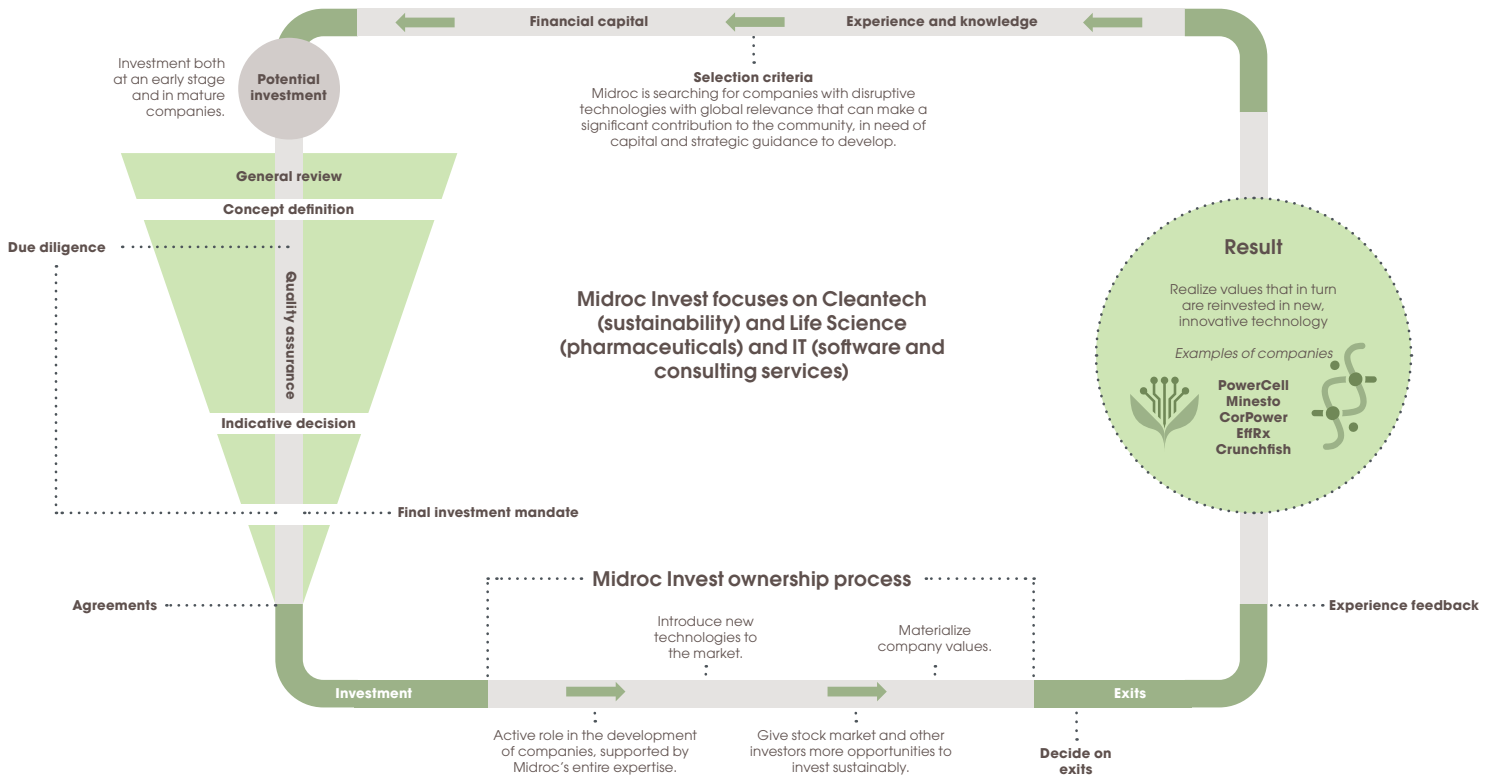 Financial capital
Experience and knowledge
Investment both
at an early stage
and in mature
companies.
Potential
investment
Selection criteria
Midroc is searching for companies with disruptive
technologies with global relevance that can make a
significant contribution to the community, in need of
capital and strategic guidance to develop.
General review
Concept definition
Due diligence
Quality assurance
Indicative decision
Final investment mandate
Agreements
Midroc Invest focuses on Cleantech
(sustainability) and Life Science
(pharmaceuticals) and IT (software and
consulting services)
Result
Realize values that in turn
are reinvested in new,
innovative technology
Examples of companies
PowerCell
Minesto
CorPower
EffRx
Crunchfish
Experience feedback
Midroc Invest ownership process
Introduce new
technologies to
the market.
Materialize
company values.
Investment
Exits
Active role in the development
of companies, supported by
Midroc's entire expertise.
Give stock market and other
investors more opportunities to
invest sustainably.
Decide on
exits